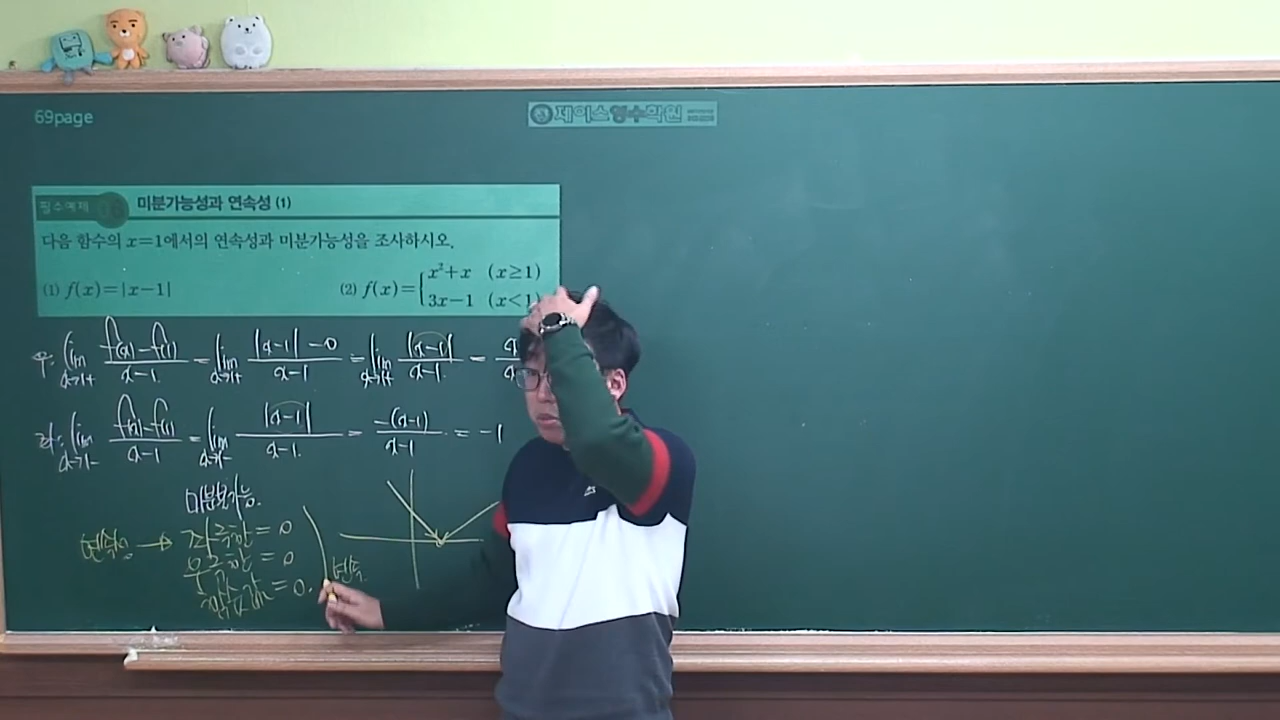 69page
제이스영수학원
필수예제
미분가능성과 연속성 (1)
다음 함수의 x=1에서의 연속성과 미분가능성을 조사하시오.
(1) f(x)=|x-1|
(2) f(x)={x²+x (x≥1)
3x-1 (x<1)
우: lim x→1+ f(x)-f(1) / x-1 = lim x→1+ |x-1|-0 / x-1 = lim x→1+ |x-1| / x-1 =
좌: lim x→1- f(x)-f(1) / x-1 = lim x→1- |x-1| / x-1 = -(x-1) / x-1 = -1
미분불가능.
연속성 → 좌극한 = 0
우극한 = 0
함숫값 = 0.
연속.